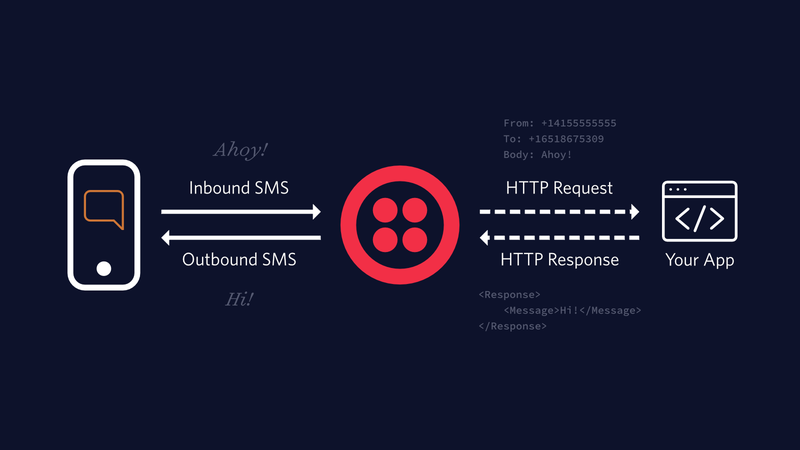 Ahoy!
Inbound SMS
Outbound SMS
Hi!
From: +14155555555
To: +16518675309
Body: Ahoy!
HTTP Request
HTTP Response
<Response>
    <Message>Hi!</Message>
</Response>
</>
Your App